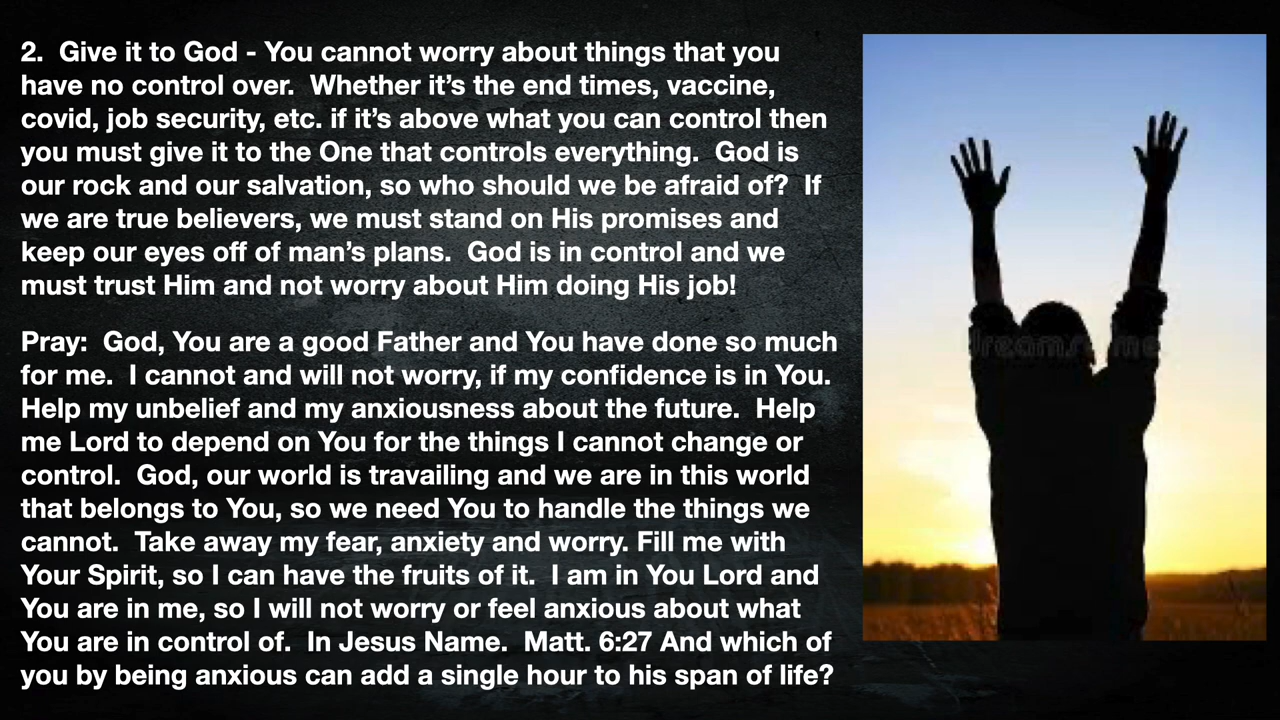 2.  Give it to God - You cannot worry about things that you
have no control over.  Whether it’s the end times, vaccine,
covid, job security, etc. if it’s above what you can control then
you must give it to the One that controls everything.  God is
our rock and our salvation, so who should we be afraid of?  If
we are true believers, we must stand on His promises and
keep our eyes off of man’s plans.  God is in control and we
must trust Him and not worry about Him doing His job!
Pray:  God, You are a good Father and You have done so much
for me.  I cannot and will not worry, if my confidence is in You.
Help my unbelief and my anxiousness about the future.  Help
me Lord to depend on You for the things I cannot change or
control.  God, our world is travailing and we are in this world
that belongs to You, so we need You to handle the things we
cannot.  Take away my fear, anxiety and worry. Fill me with
Your Spirit, so I can have the fruits of it.  I am in You Lord and
You are in me, so I will not worry or feel anxious about what
You are in control of.  In Jesus Name.  Matt. 6:27 And which of
you by being anxious can add a single hour to his span of life?